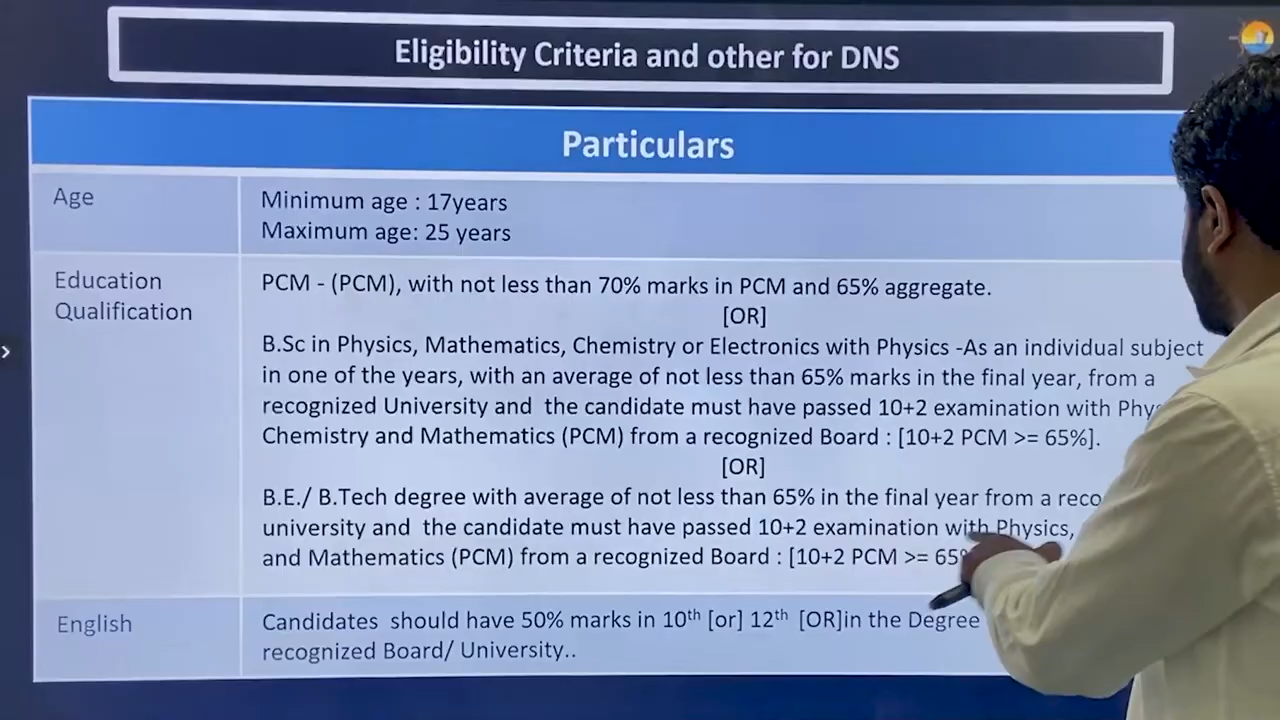 Eligibility Criteria and other for DNS
Particulars
Age
Minimum age : 17years
Maximum age: 25 years
Education
Qualification
PCM - (PCM), with not less than 70% marks in PCM and 65% aggregate.
[OR]
B.Sc in Physics, Mathematics, Chemistry or Electronics with Physics -As an individual subject
in one of the years, with an average of not less than 65% marks in the final year, from a
recognized University and the candidate must have passed 10+2 examination with
Chemistry and Mathematics (PCM) from a recognized Board : [10+2 PCM >= 65%].
[OR]
B.E./ B.Tech degree with average of not less than 65% in the final year from a
university and the candidate must have passed 10+2 examination with Physics,
and Mathematics (PCM) from a recognized Board : [10+2 PCM >= 65%
English
Candidates should have 50% marks in 10th [or] 12th [OR]in the Degree
recognized Board/ University..